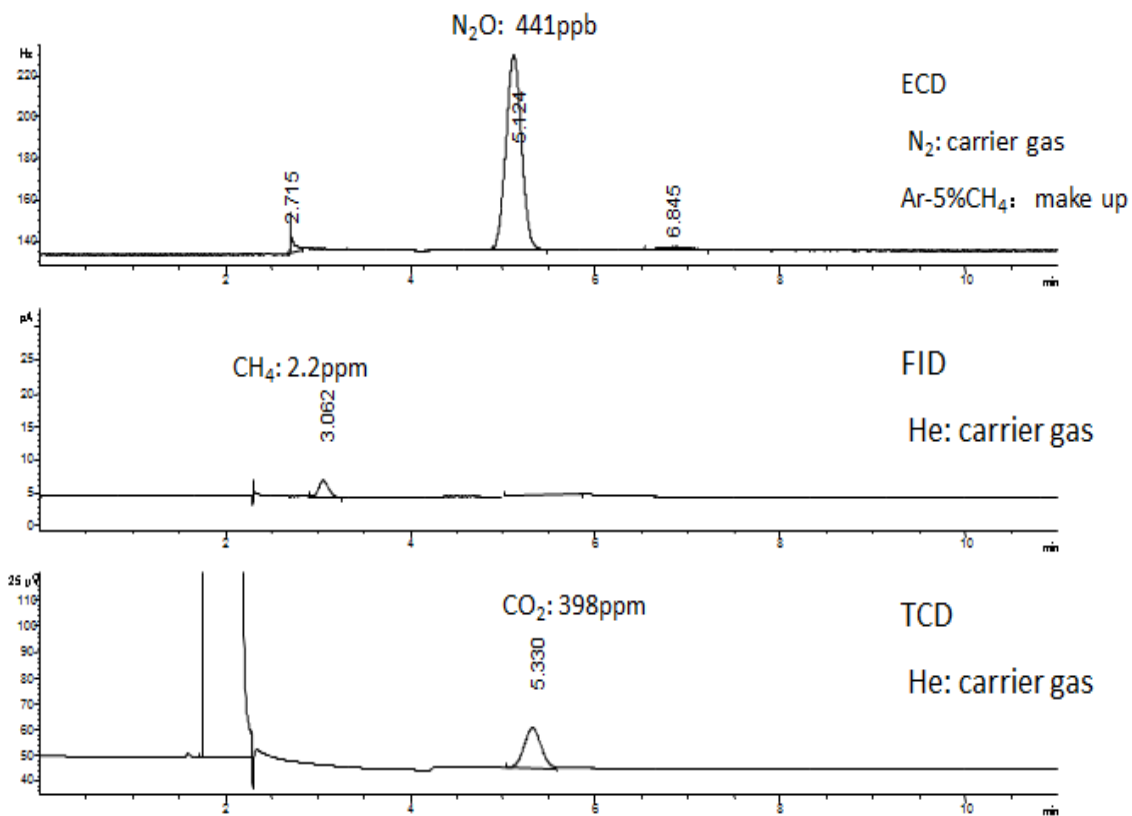 N₂O: 441ppb
Hz
220
200
180
160
140
2.715
5.124
6.845
ECD
N₂: carrier gas
Ar-5%CH₄： make up
2
4
6
8
10
min
pA
25
20
15
10
5
0
CH₄: 2.2ppm
3.062
FID
He: carrier gas
2
4
6
8
10
min
25 µV
110
100
90
80
70
60
50
40
CO₂: 398ppm
5.330
TCD
He: carrier gas
2
4
6
8
10
min